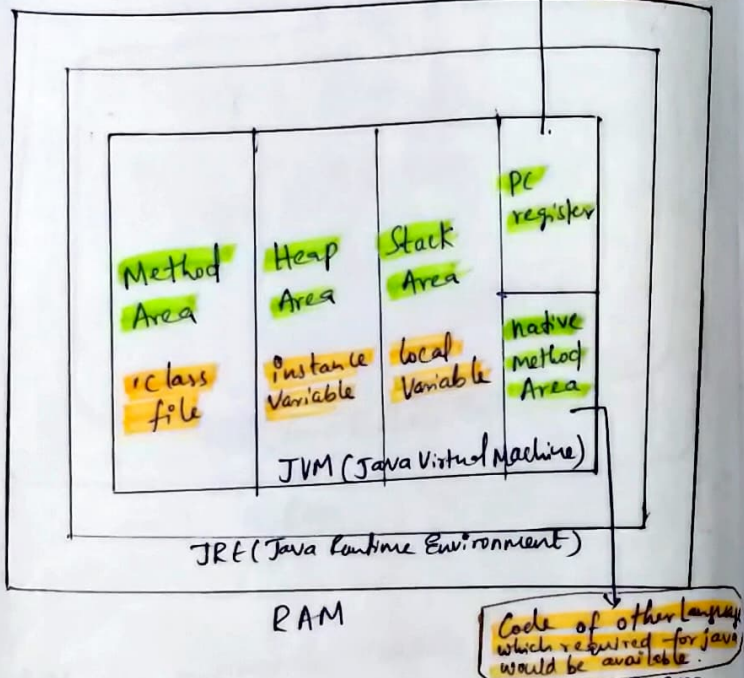 Method
Area
.class
file
Heap
Area
instance
Variable
Stack
Area
local
Variable
PC
register
native
method
Area
JVM (Java Virtual Machine)
JRE (Java Runtime Environment)
RAM
Code of other Language
which required for java
would be available.